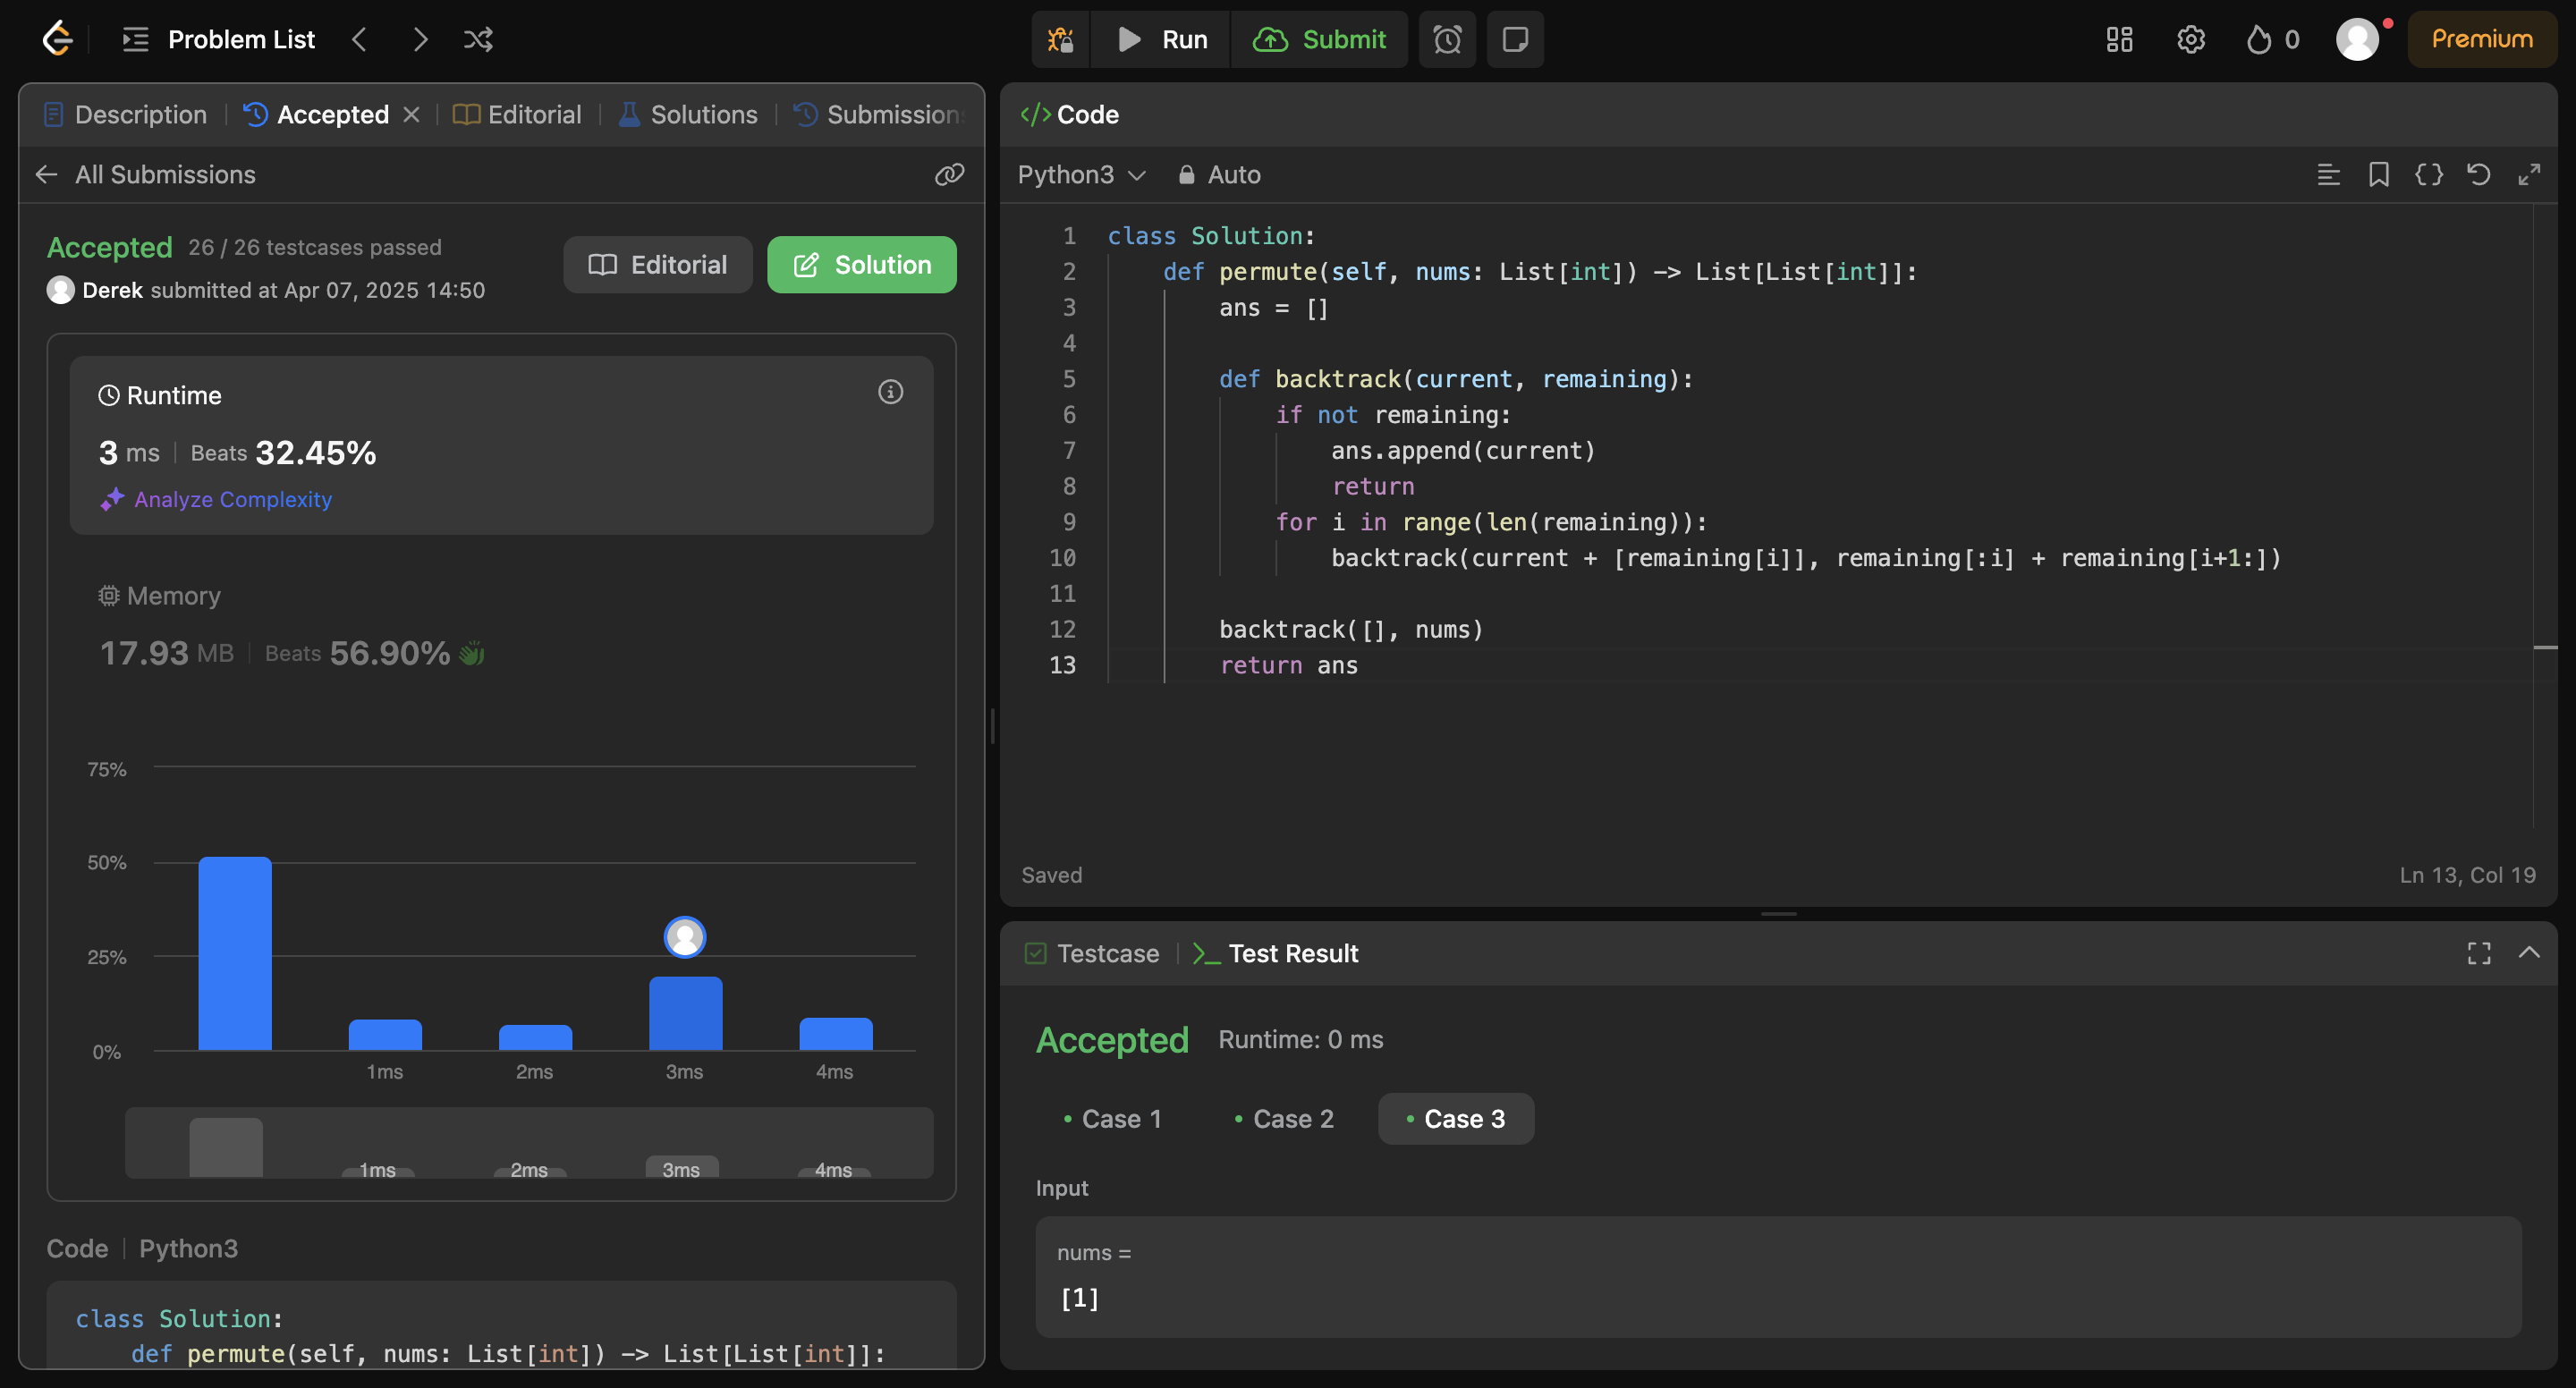 Problem List
Run
Submit
0
Premium
Description
Accepted
Editorial
Solutions
Submission
All Submissions
Accepted 26 / 26 testcases passed
Derek submitted at Apr 07, 2025 14:50
Editorial
Solution
Runtime
3 ms Beats 32.45%
Analyze Complexity
Memory
17.93 MB Beats 56.90%
75%
50%
25%
0%
1ms 2ms 3ms 4ms
1ms 2ms 3ms 4ms
Code Python3
class Solution:
def permute(self, nums: List[int]) -> List[List[int]]:
</> Code
Python3 Auto
1 class Solution:
2 def permute(self, nums: List[int]) -> List[List[int]]:
3 ans = []
4
5 def backtrack(current, remaining):
6 if not remaining:
7 ans.append(current)
8 return
9 for i in range(len(remaining)):
10 backtrack(current + [remaining[i]], remaining[:i] + remaining[i+1:])
11
12 backtrack([], nums)
13 return ans
Saved
Ln 13, Col 19
Testcase
Test Result
Accepted Runtime: 0 ms
Case 1
Case 2
Case 3
Input
nums =
[1]